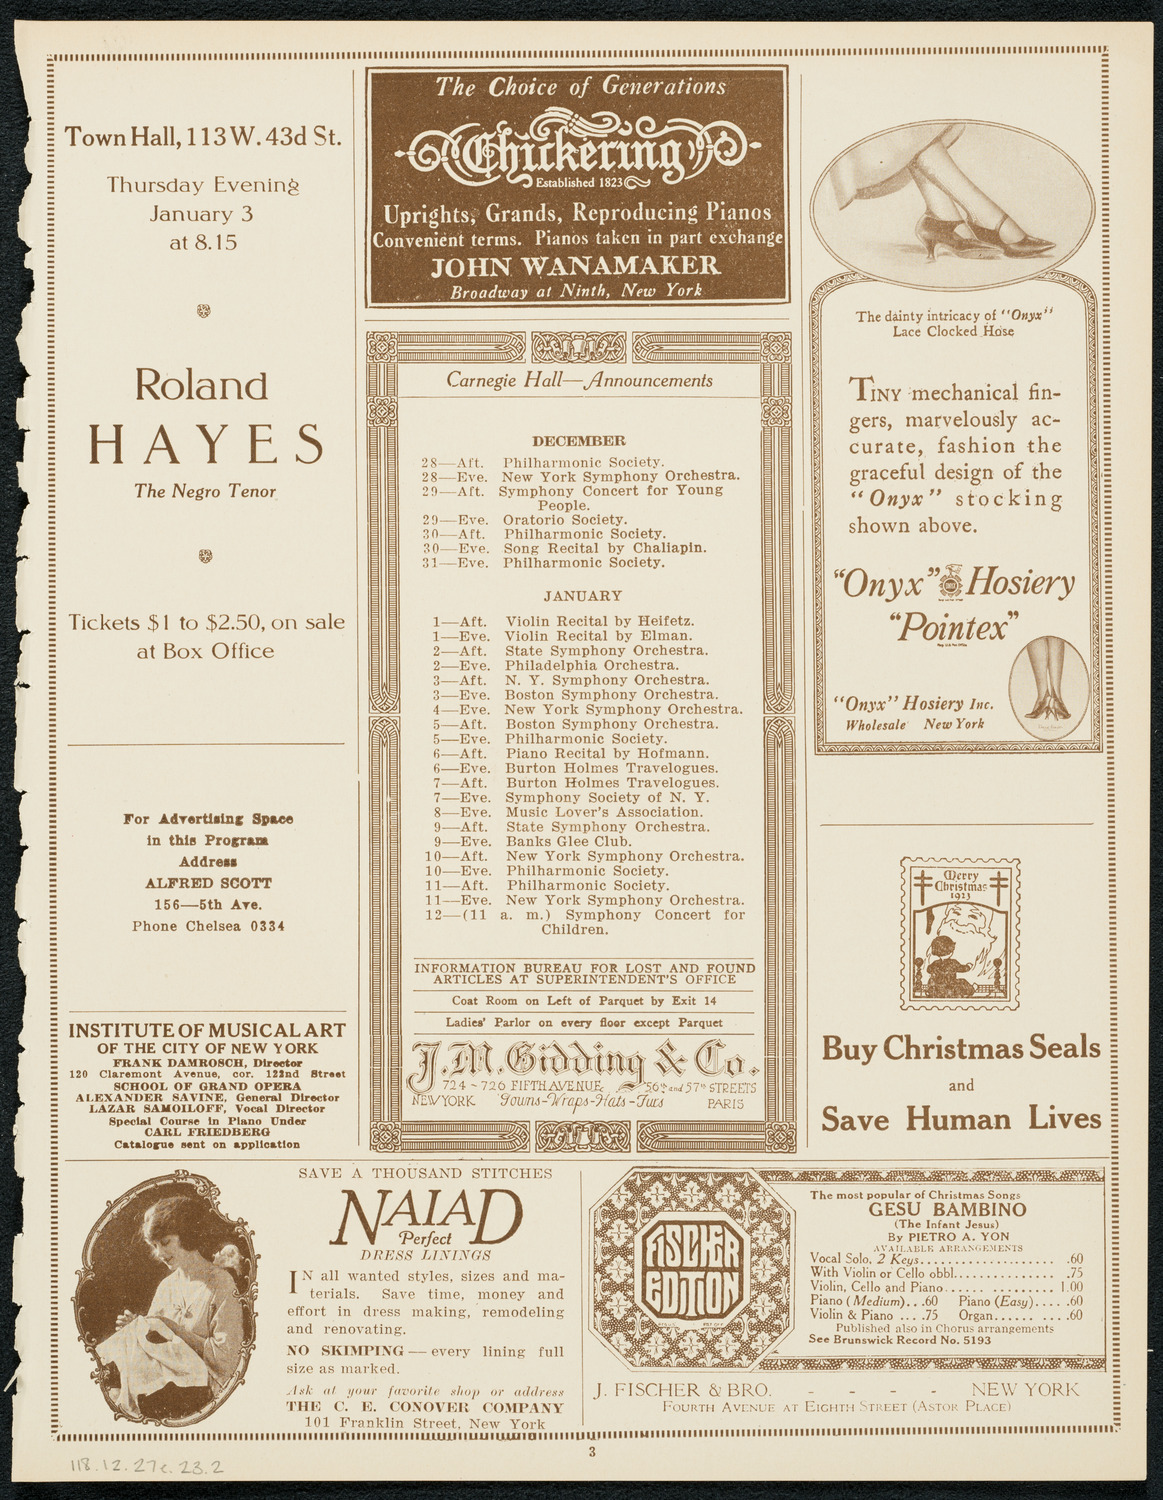 Town Hall, 113 W. 43d St.
Thursday Evening
January 3
at 8.15
Roland
HAYES
The Negro Tenor
Tickets $1 to $2.50, on sale
at Box Office
For Advertising Space
in this Program
Address
ALFRED SCOTT
156—5th Ave.
Phone Chelsea 0334
INSTITUTE OF MUSICAL ART
OF THE CITY OF NEW YORK
FRANK DAMROSCH, Director
120 Claremont Avenue, cor. 122nd Street
SCHOOL OF GRAND OPERA
ALEXANDER SAVINE, General Director
LAZAR SAMOILOFF, Vocal Director
Special Course in Piano Under
CARL FRIEDBERG
Catalogue sent on application
The Choice of Generations
Chickering
Established 1823
Uprights, Grands, Reproducing Pianos
Convenient terms. Pianos taken in part exchange
JOHN WANAMAKER
Broadway at Ninth, New York
Carnegie Hall—Announcements
DECEMBER
28—Aft. Philharmonic Society.
28—Eve. New York Symphony Orchestra.
29—Aft. Symphony Concert for Young
People.
29—Eve. Oratorio Society.
30—Aft. Philharmonic Society.
30—Eve. Song Recital by Chaliapin.
31—Eve. Philharmonic Society.
JANUARY
1—Aft. Violin Recital by Heifetz.
1—Eve. Violin Recital by Elman.
2—Aft. State Symphony Orchestra.
2—Eve. Philadelphia Orchestra.
3—Aft. N. Y. Symphony Orchestra.
3—Eve. Boston Symphony Orchestra.
4—Eve. New York Symphony Orchestra.
5—Aft. Boston Symphony Orchestra.
5—Eve. Philharmonic Society.
6—Aft. Piano Recital by Hofmann.
6—Eve. Burton Holmes Travelogues.
7—Aft. Burton Holmes Travelogues.
7—Eve. Symphony Society of N. Y.
8—Eve. Music Lover's Association.
9—Aft. State Symphony Orchestra.
9—Eve. Banks Glee Club.
10—Aft. New York Symphony Orchestra.
10—Eve. Philharmonic Society.
11—Aft. Philharmonic Society.
11—Eve. New York Symphony Orchestra.
12—(11 a. m.) Symphony Concert for
Children.
INFORMATION BUREAU FOR LOST AND FOUND
ARTICLES AT SUPERINTENDENT'S OFFICE
Coat Room on Left of Parquet by Exit 14
Ladies' Parlor on every floor except Parquet
J. M. Gidding & Co.
724 - 726 FIFTH AVENUE, 56th and 57th STREETS
NEW YORK Gowns-Wraps-Hats-Furs PARIS
The dainty intricacy of "Onyx"
Lace Clocked Hose
TINY mechanical fin-
gers, marvelously ac-
curate, fashion the
graceful design of the
"Onyx" stocking
shown above.
"Onyx" Hosiery
"Pointex"
"Onyx" Hosiery Inc.
Wholesale New York
Merry
Christmas
1923
Buy Christmas Seals
and
Save Human Lives
SAVE A THOUSAND STITCHES
NAIAD
Perfect
DRESS LININGS
IN all wanted styles, sizes and ma-
terials. Save time, money and
effort in dress making, remodeling
and renovating.
NO SKIMPING — every lining full
size as marked.
Ask at your favorite shop or address
THE C. E. CONOVER COMPANY
101 Franklin Street, New York
FISCHER
EDITION
The most popular of Christmas Songs
GESU BAMBINO
(The Infant Jesus)
By PIETRO A. YON
AVAILABLE ARRANGEMENTS
Vocal Solo, 2 Keys.................... .60
With Violin or Cello obbl............... .75
Violin, Cello and Piano...... .......... 1.00
Piano (Medium)...60 Piano (Easy)..... .60
Violin & Piano ....75 Organ...... .....60
Published also in Chorus arrangements
See Brunswick Record No. 5193
J. FISCHER & BRO. - - - - NEW YORK
FOURTH AVENUE AT EIGHTH STREET (ASTOR PLACE)
3
118.12.27e.23.2